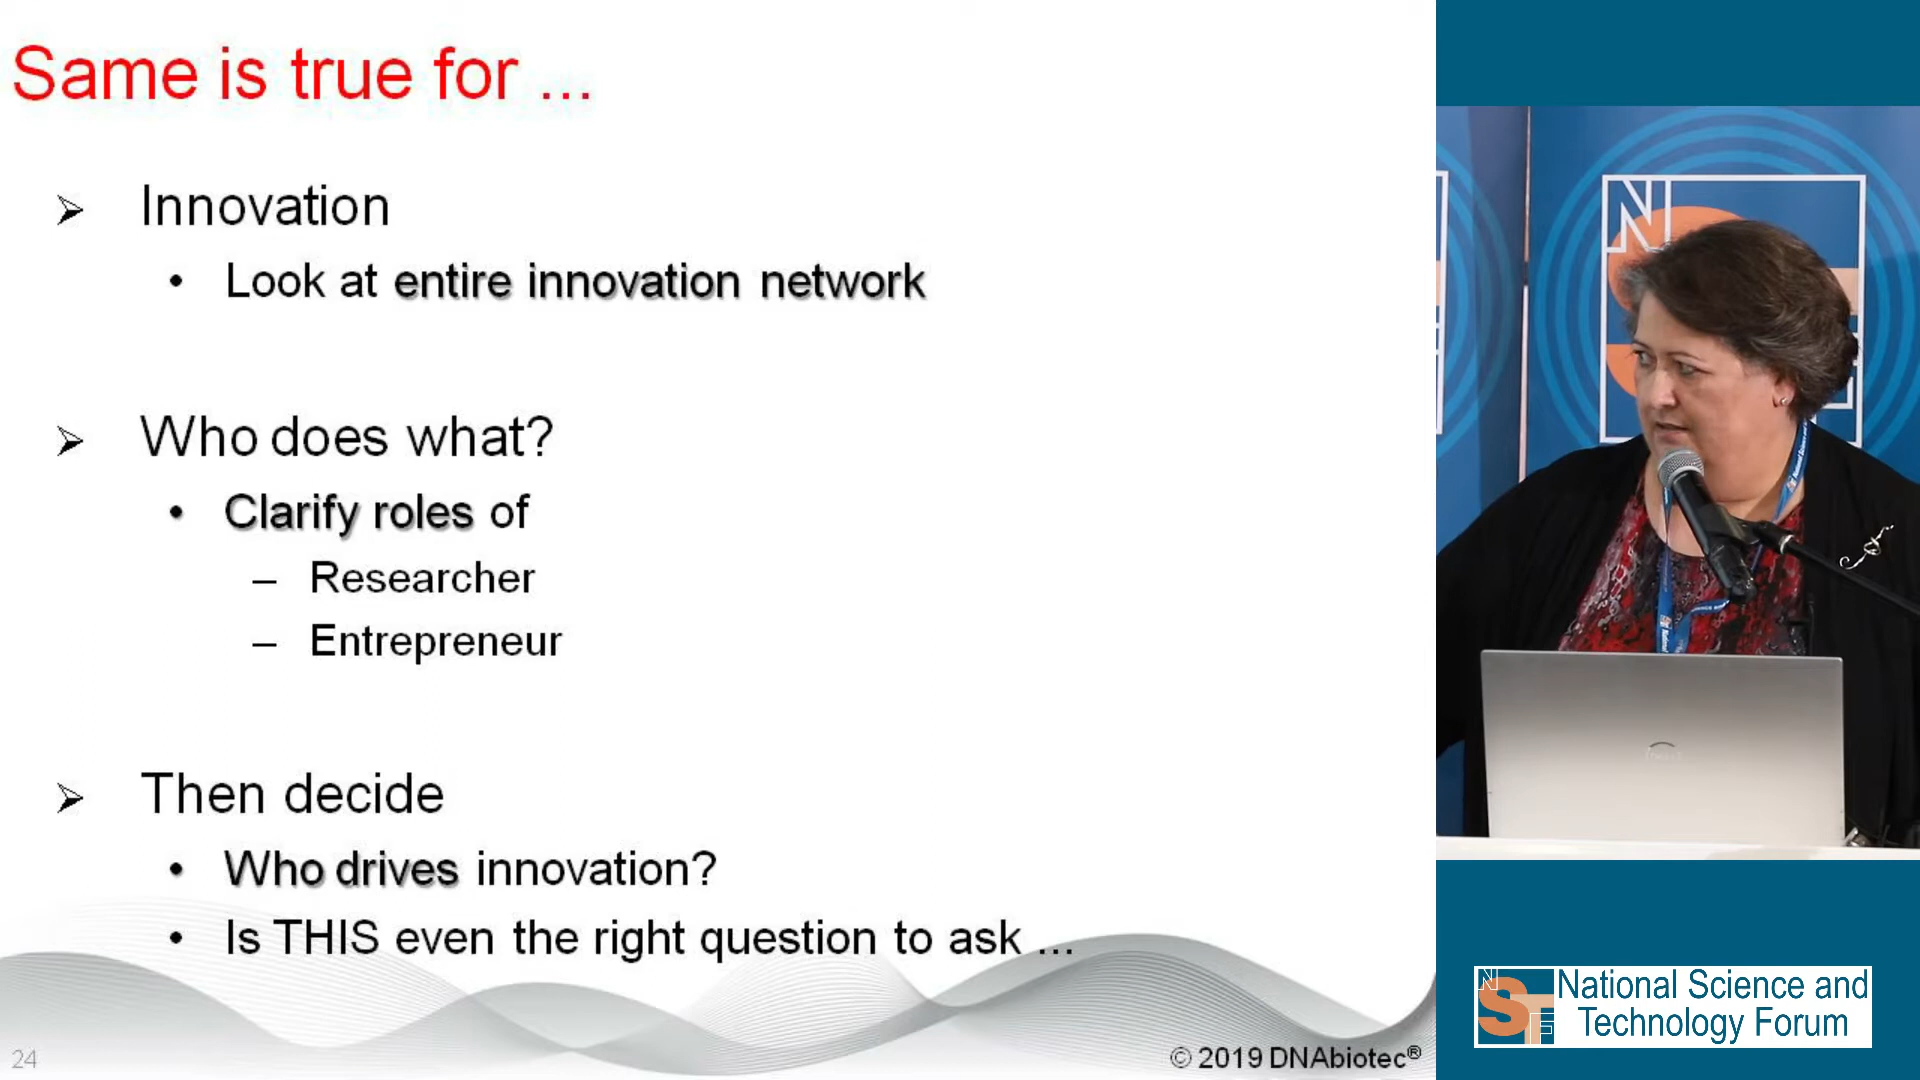 Same is true for ...
➢ Innovation
• Look at entire innovation network
➢ Who does what?
• Clarify roles of
– Researcher
– Entrepreneur
➢ Then decide
• Who drives innovation?
• Is THIS even the right question to ask ...
24
© 2019 DNAbiotec®
National Science and
Technology Forum